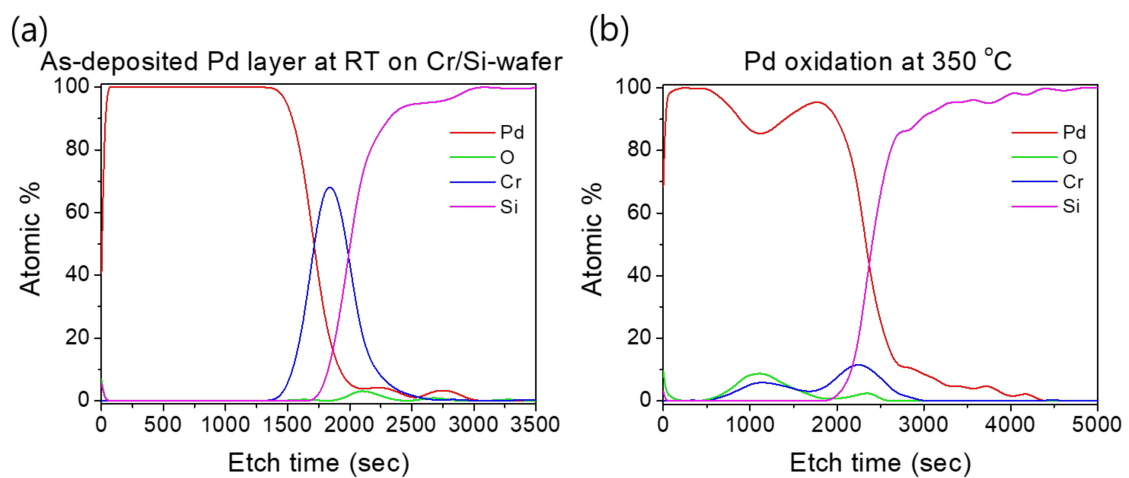 (a)
As-deposited Pd layer at RT on Cr/Si-wafer
100
80
60
40
20
0
Atomic %
Pd
O
Cr
Si
0 500 1000 1500 2000 2500 3000 3500
Etch time (sec)
(b)
Pd oxidation at 350 °C
100
80
60
40
20
0
Atomic %
Pd
O
Cr
Si
0 1000 2000 3000 4000 5000
Etch time (sec)